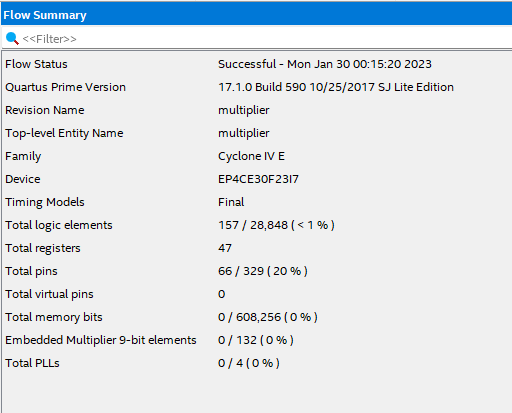 Flow Summary
<<Filter>>
Flow Status Successful - Mon Jan 30 00:15:20 2023
Quartus Prime Version 17.1.0 Build 590 10/25/2017 SJ Lite Edition
Revision Name multiplier
Top-level Entity Name multiplier
Family Cyclone IV E
Device EP4CE30F23I7
Timing Models Final
Total logic elements 157 / 28,848 ( < 1 % )
Total registers 47
Total pins 66 / 329 ( 20 % )
Total virtual pins 0
Total memory bits 0 / 608,256 ( 0 % )
Embedded Multiplier 9-bit elements 0 / 132 ( 0 % )
Total PLLs 0 / 4 ( 0 % )